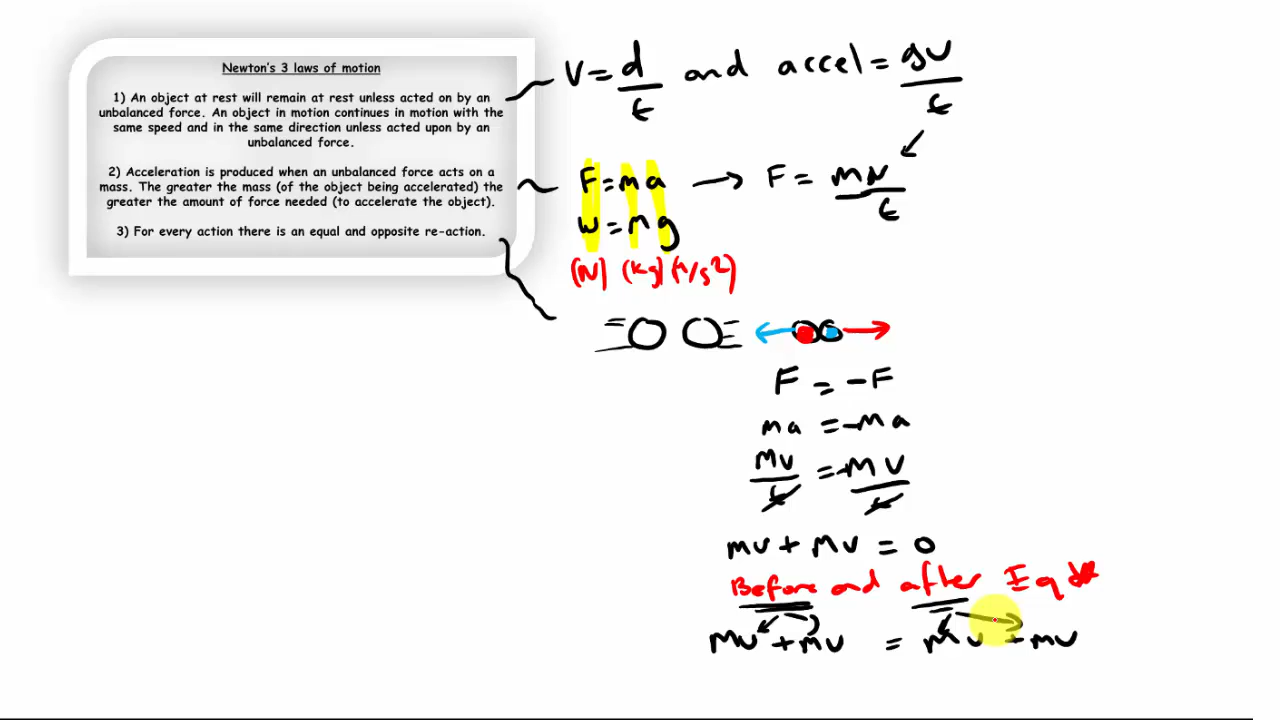 Newton's 3 laws of motion
1) An object at rest will remain at rest unless acted on by an
unbalanced force. An object in motion continues in motion with the
same speed and in the same direction unless acted upon by an
unbalanced force.
2) Acceleration is produced when an unbalanced force acts on a
mass. The greater the mass (of the object being accelerated) the
greater the amount of force needed (to accelerate the object).
3) For every action there is an equal and opposite re-action.
V = d/t and accel = gv/t
F = ma → F = mv/t
W = mg
(N) (kg) (m/s²)
F = -F
ma = -ma
mv/t = -mv/t
mv + mv = 0
Before and after Eq
mv + mv = mv + mv